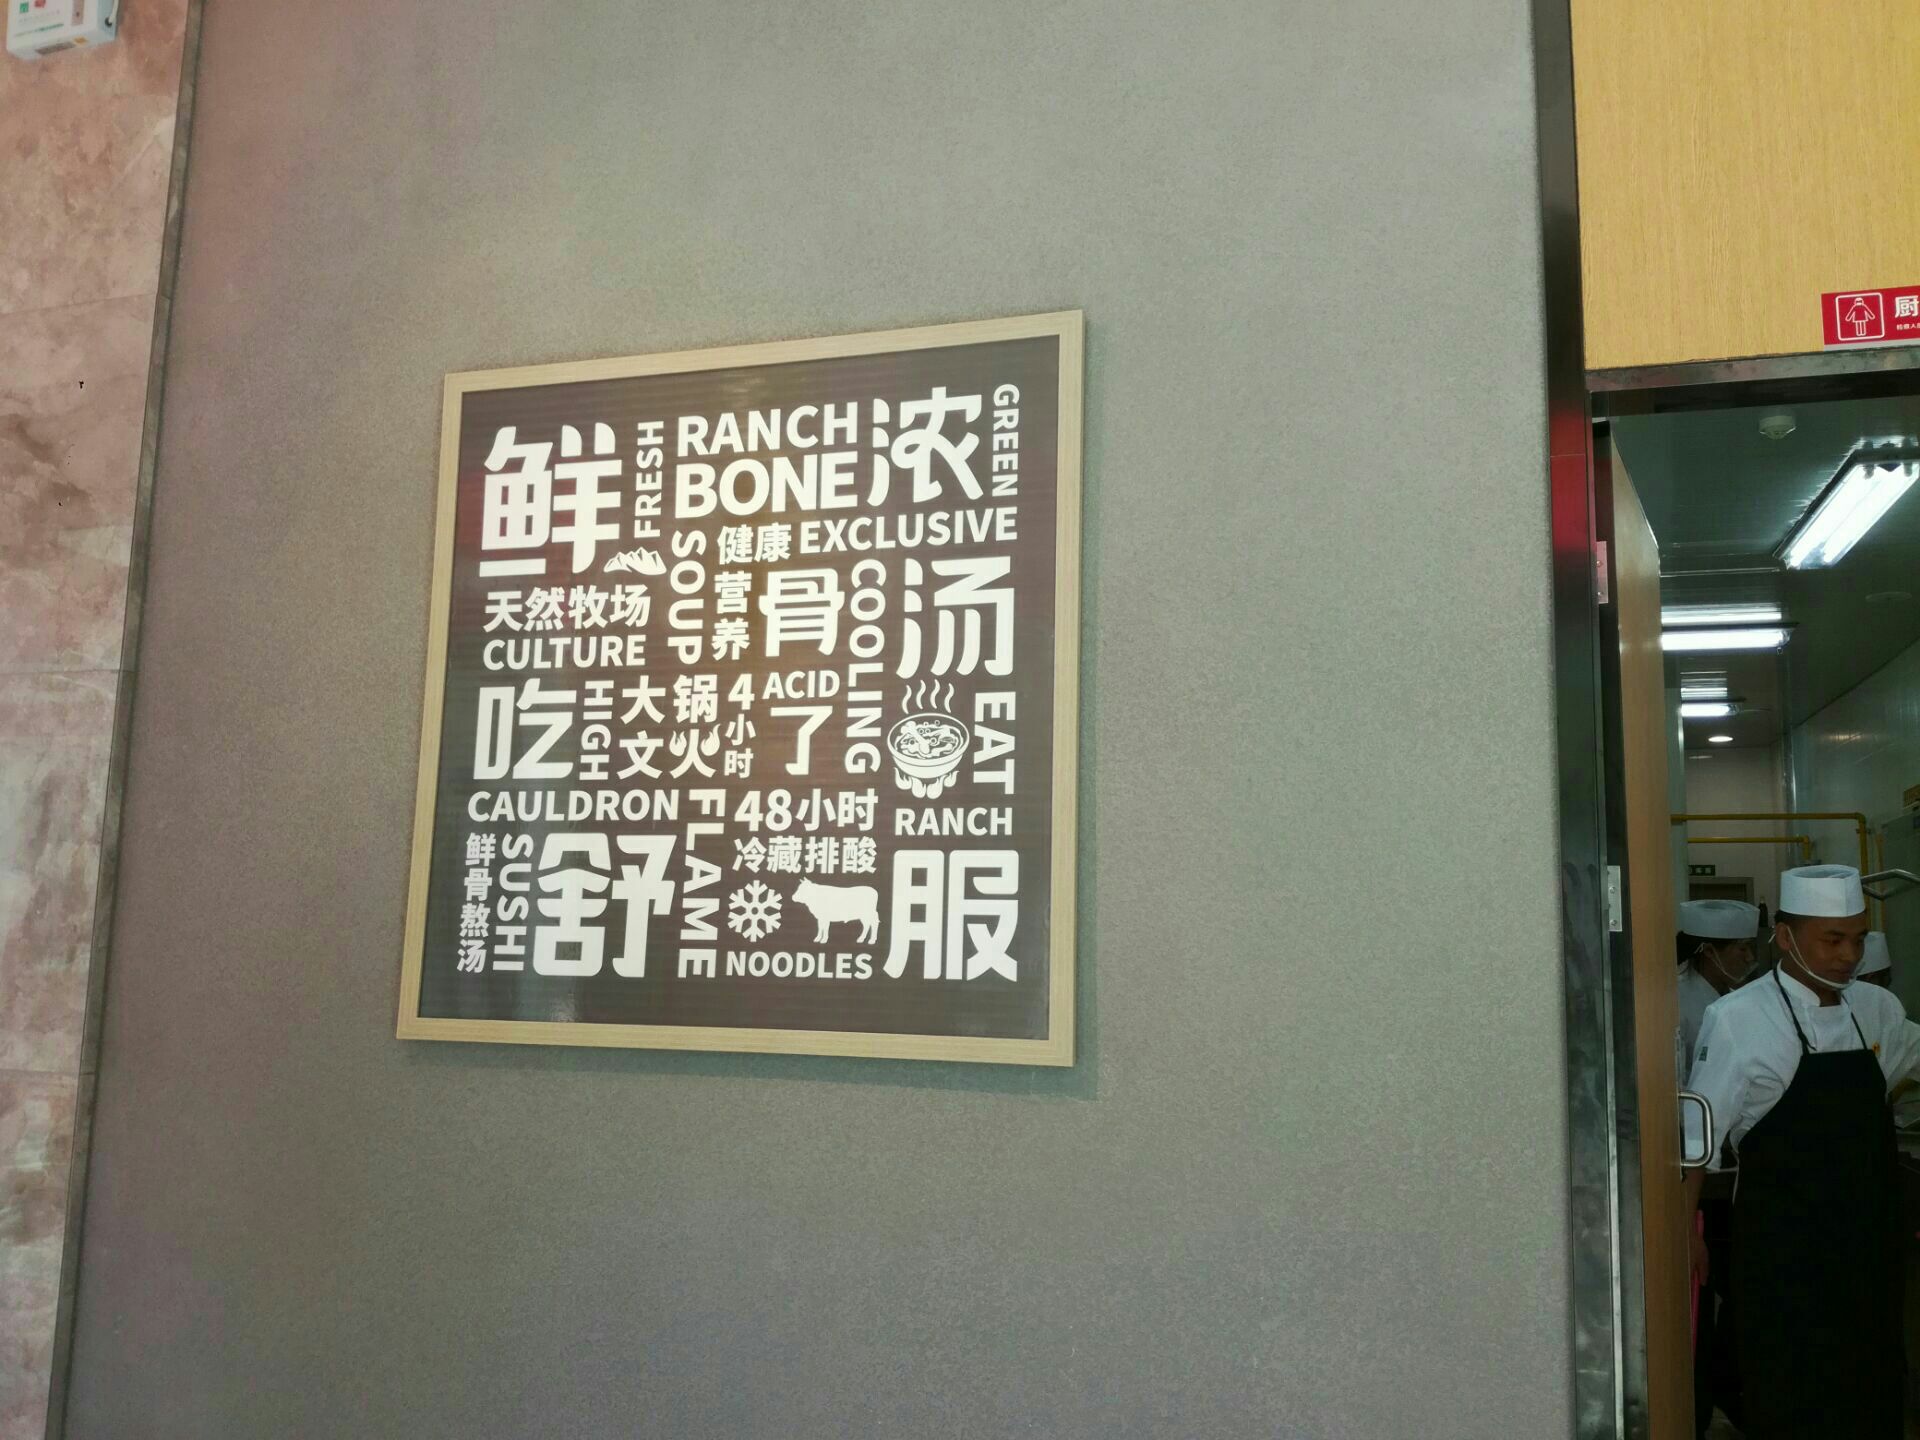 鲜
FRESH
RANCH
BONE
浓
GREEN
EXCLUSIVE
健康
营养
SOUP
骨
COOLING
汤
天然牧场
CULTURE
吃
HIGH
大锅
文火
4小时
ACID
了
EAT
CAULDRON
FLAME
48小时
冷藏排酸
RANCH
鲜骨熬汤
SUSHI
舒
NOODLES
服
厨